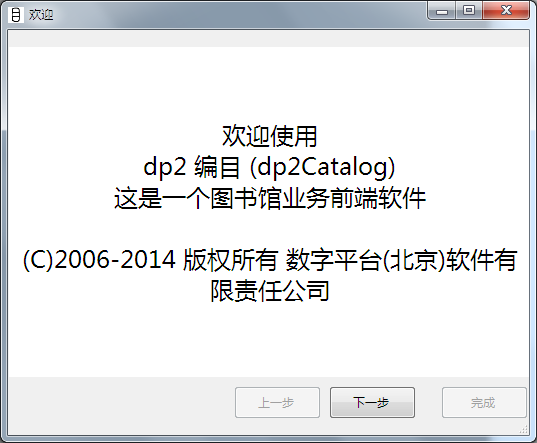 欢迎
欢迎使用
dp2 编目 (dp2Catalog)
这是一个图书馆业务前端软件
(C)2006-2014 版权所有 数字平台(北京)软件有
限责任公司
上一步 下一步 完成